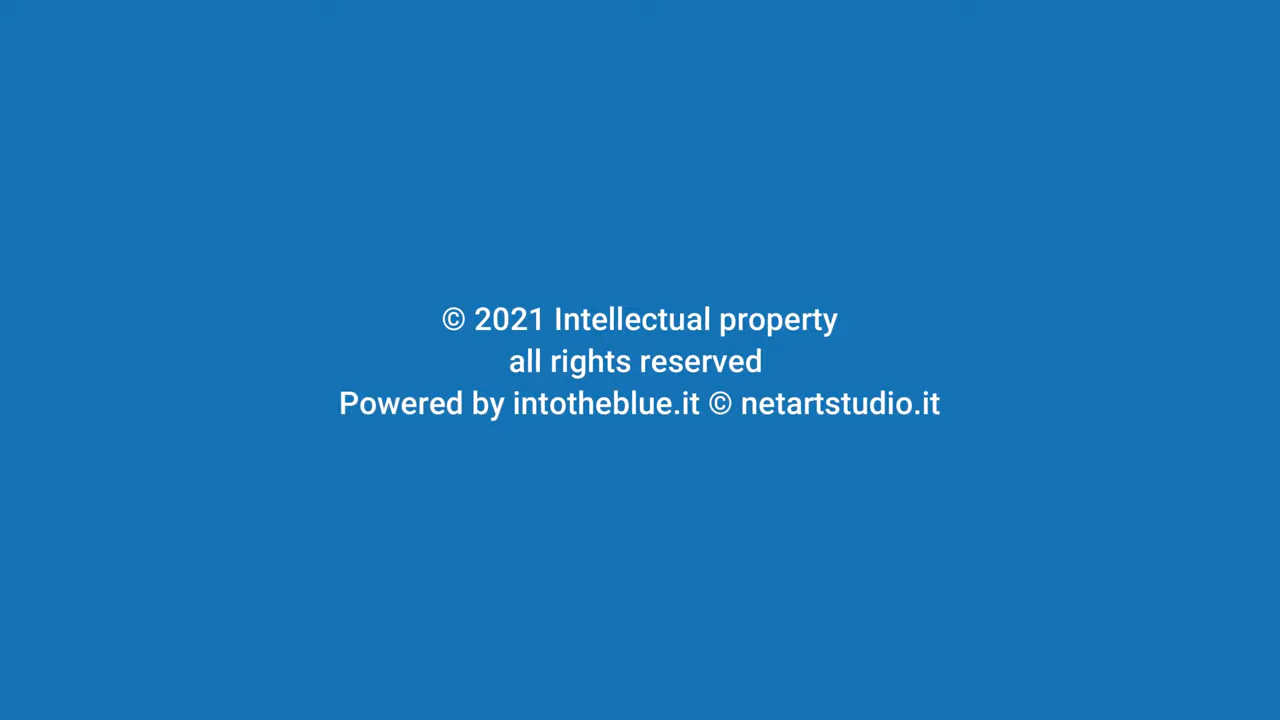 © 2021 Intellectual property
all rights reserved
Powered by intotheblue.it © netartstudio.it